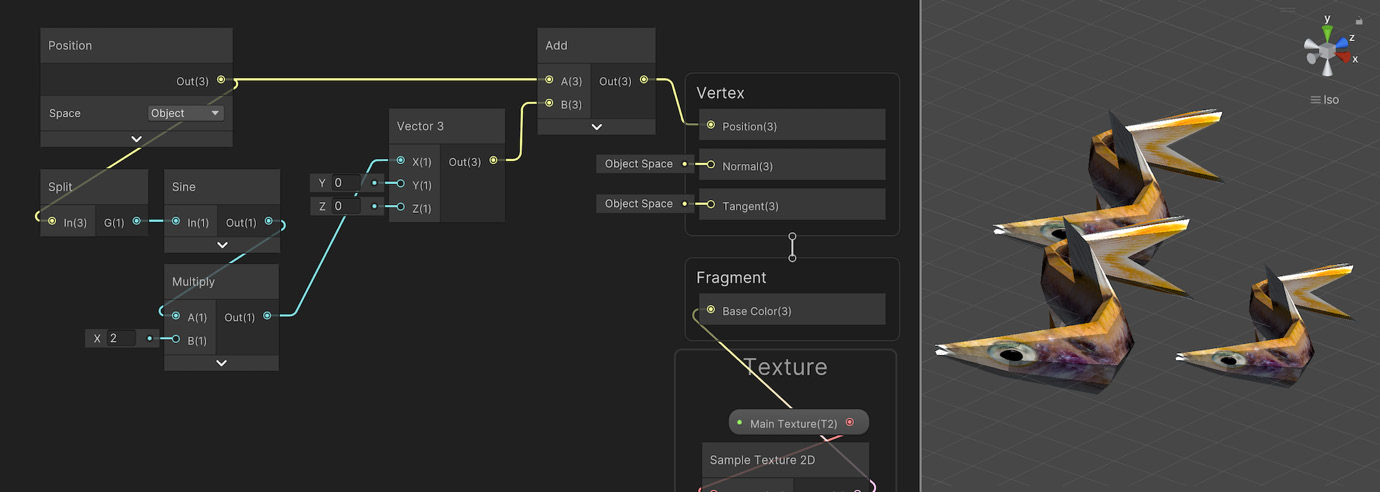 Position
Out(3)
Space Object
Split
In(3) G(1)
Sine
In(1) Out(1)
Multiply
A(1) Out(1)
X 2 B(1)
Vector 3
X(1) Out(3)
Y 0 Y(1)
Z 0 Z(1)
Add
A(3) Out(3)
B(3)
Vertex
Position(3)
Object Space Normal(3)
Object Space Tangent(3)
Fragment
Base Color(3)
Texture
Main Texture(T2)
Sample Texture 2D
y
z
x
Iso